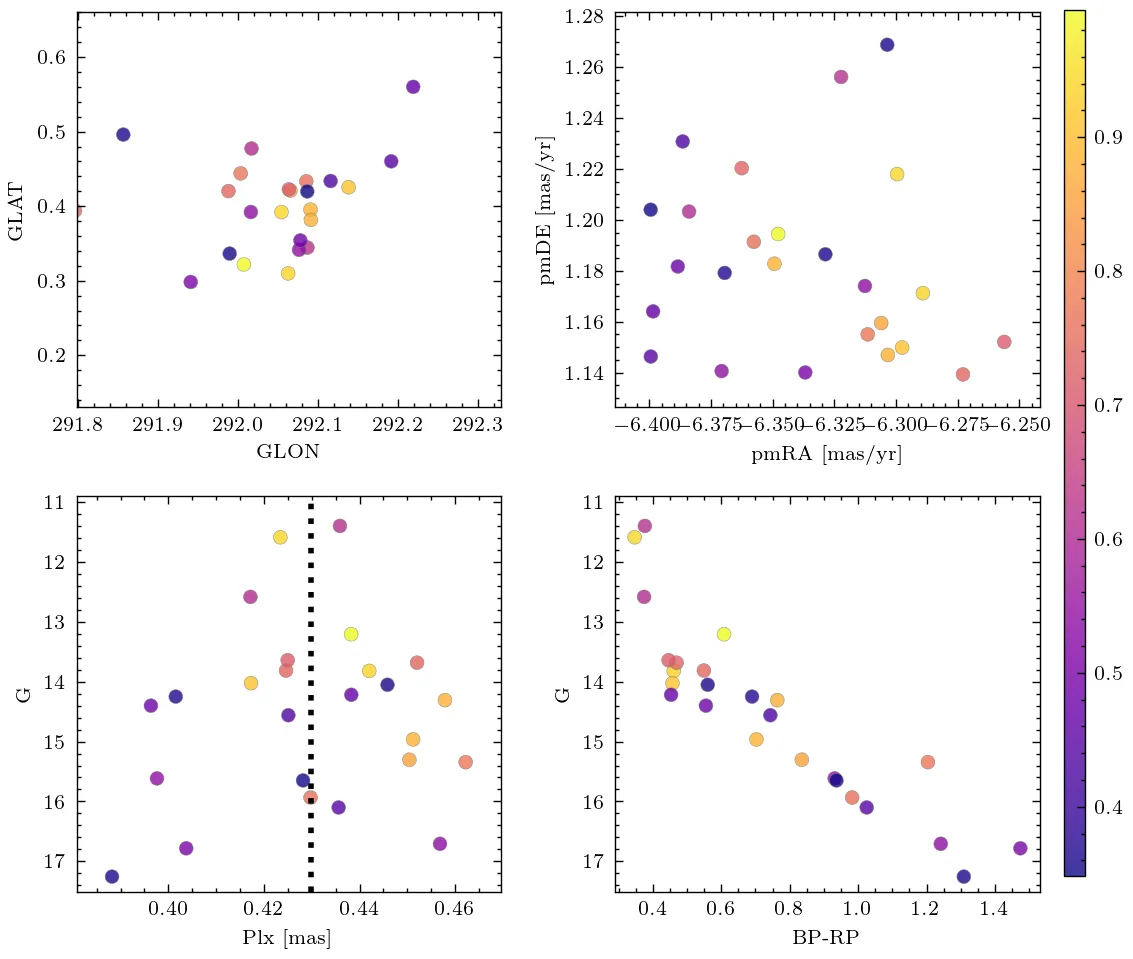 0.6
0.5
0.4
0.3
0.2
GLAT
291.8 291.9 292.0 292.1 292.2 292.3
GLON
1.28
1.26
1.24
1.22
1.20
1.18
1.16
1.14
pmDE [mas/yr]
−6.400 −6.375 −6.350 −6.325 −6.300 −6.275 −6.250
pmRA [mas/yr]
11
12
13
14
15
16
17
G
0.40 0.42 0.44 0.46
Plx [mas]
11
12
13
14
15
16
17
G
0.4 0.6 0.8 1.0 1.2 1.4
BP-RP
0.9
0.8
0.7
0.6
0.5
0.4